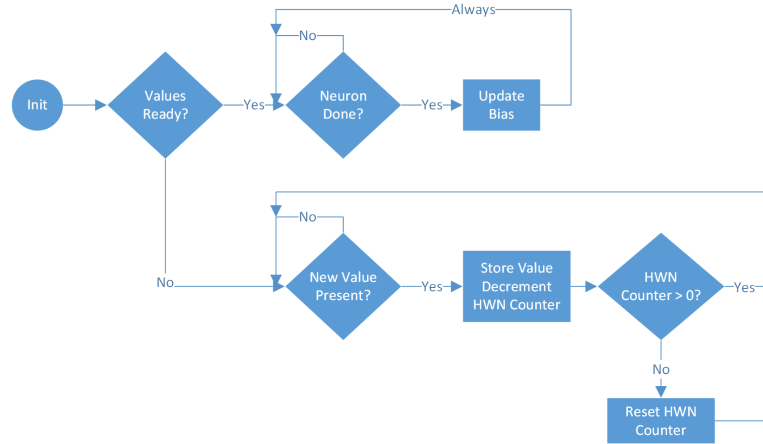 Always
No
Init
Values
Ready?
Yes
Neuron
Done?
Yes
Update
Bias
No
No
New Value
Present?
Yes
Store Value
Decrement
HWN Counter
HWN
Counter > 0?
Yes
No
Reset HWN
Counter